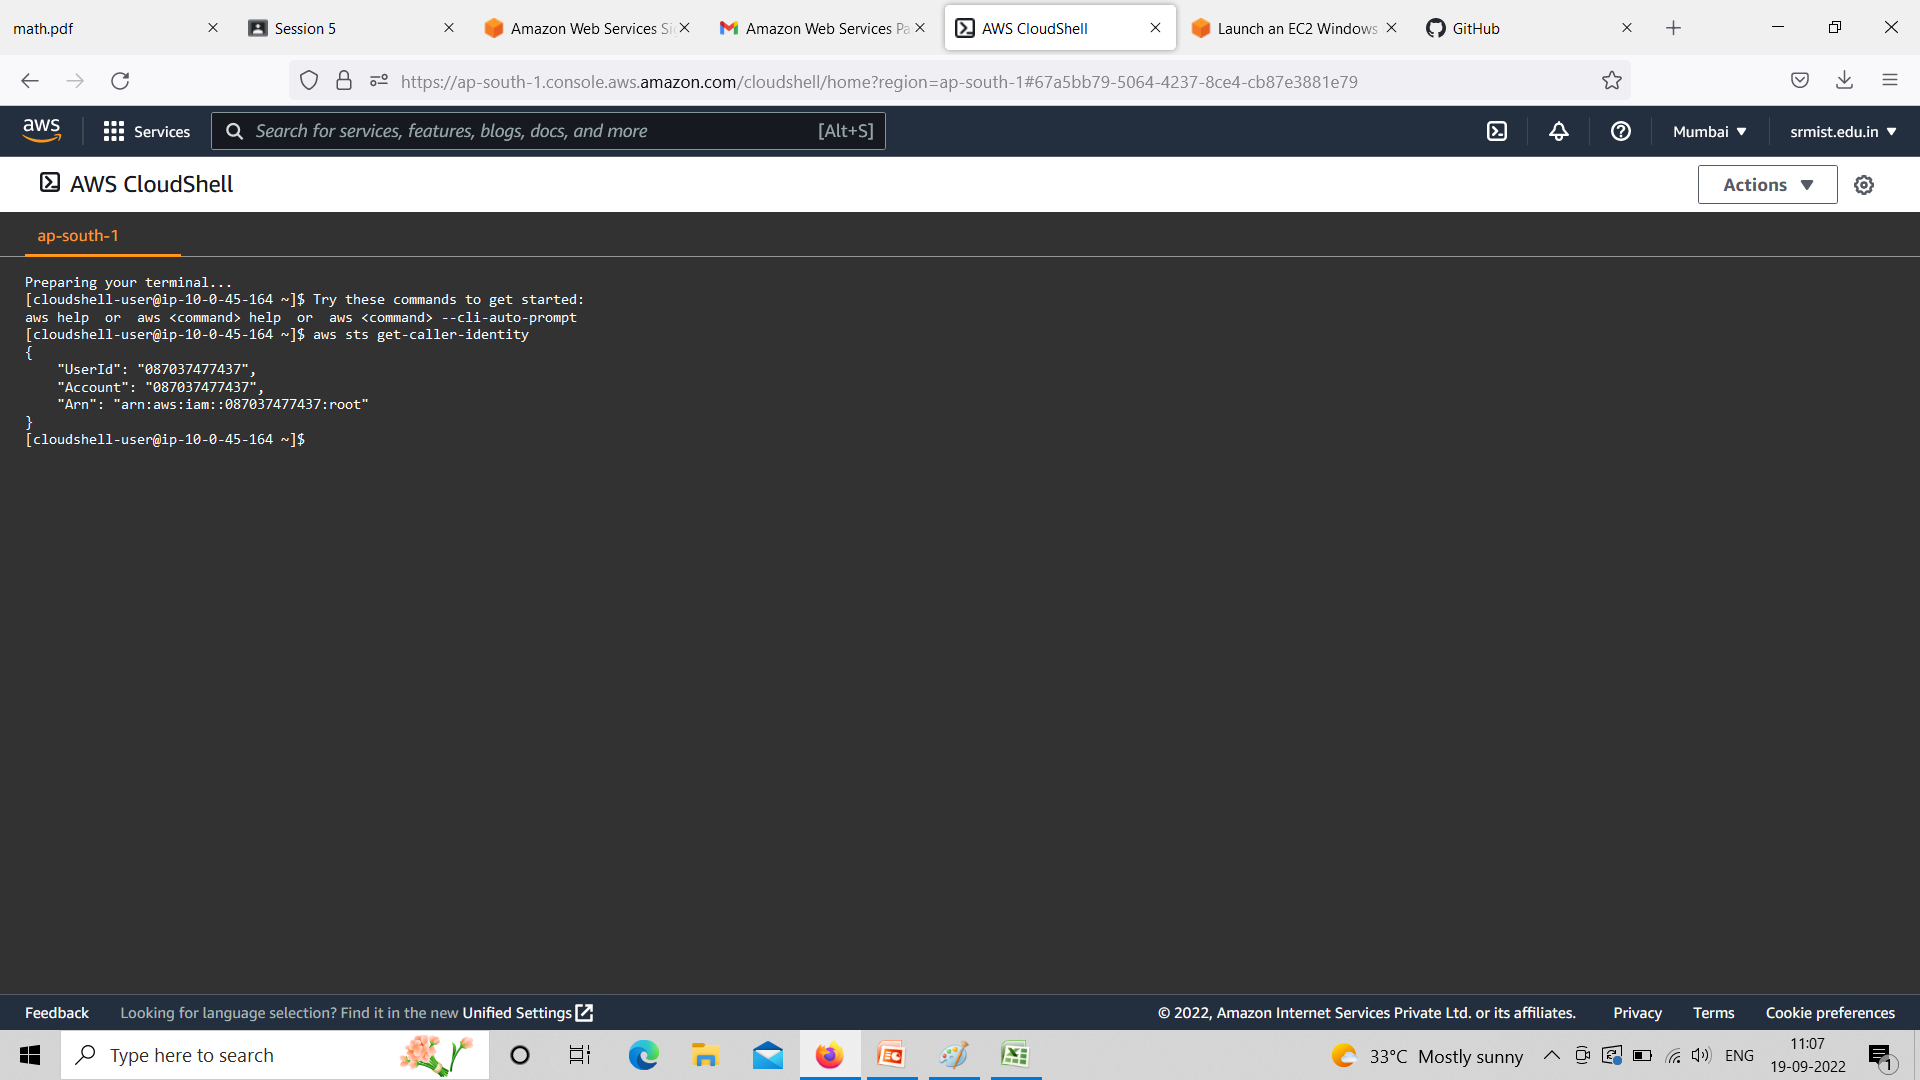 math.pdf
Session 5
Amazon Web Services Si
Amazon Web Services Pa
AWS CloudShell
Launch an EC2 Windows
GitHub
https://ap-south-1.console.aws.amazon.com/cloudshell/home?region=ap-south-1#67a5bb79-5064-4237-8ce4-cb87e3881e79
aws
Services
Search for services, features, blogs, docs, and more
[Alt+S]
Mumbai
srmist.edu.in
AWS CloudShell
Actions
ap-south-1
Preparing your terminal...
[cloudshell-user@ip-10-0-45-164 ~]$ Try these commands to get started:
aws help  or  aws <command> help  or  aws <command> --cli-auto-prompt
[cloudshell-user@ip-10-0-45-164 ~]$ aws sts get-caller-identity
{
    "UserId": "087037477437",
    "Account": "087037477437",
    "Arn": "arn:aws:iam::087037477437:root"
}
[cloudshell-user@ip-10-0-45-164 ~]$
Feedback
Looking for language selection? Find it in the new Unified Settings
© 2022, Amazon Internet Services Private Ltd. or its affiliates.
Privacy
Terms
Cookie preferences
Type here to search
33°C Mostly sunny
ENG
11:07
19-09-2022
1